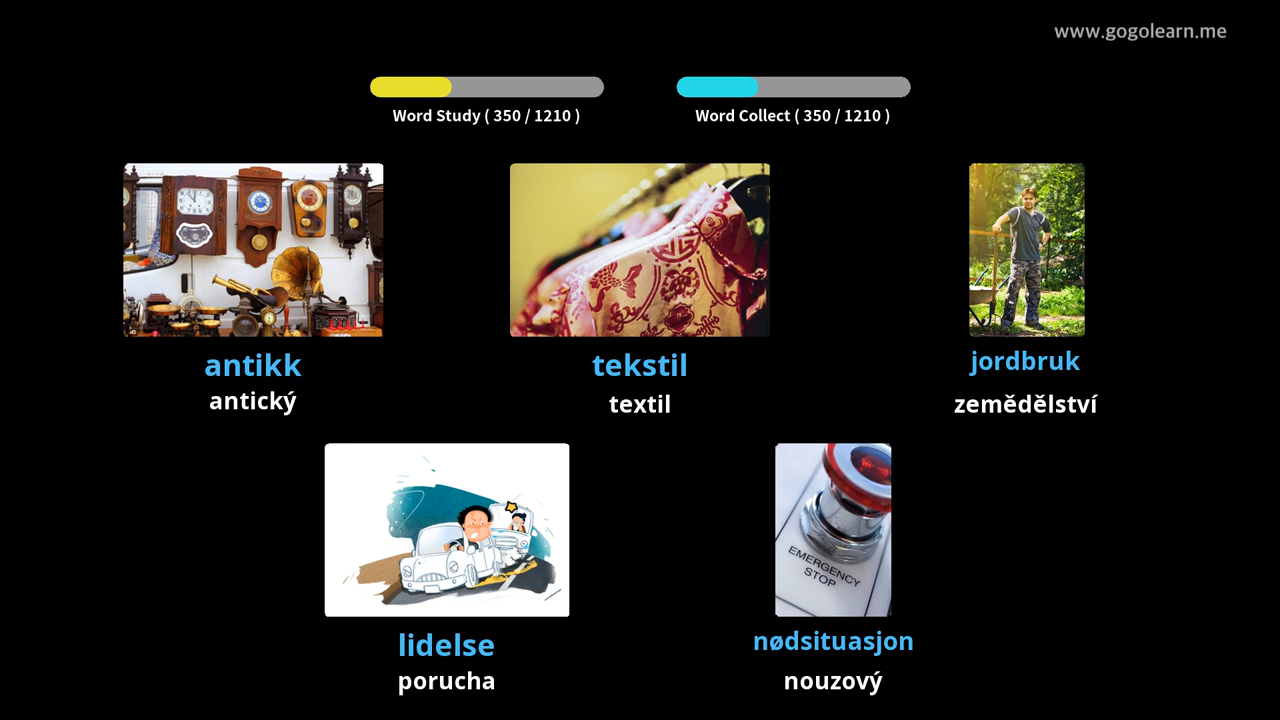 www.gogolearn.me
Word Study ( 350 / 1210 )
Word Collect ( 350 / 1210 )
antikk
antický
tekstil
textil
jordbruk
zemědělství
EMERGENCY
STOP
lidelse
porucha
nødsituasjon
nouzový